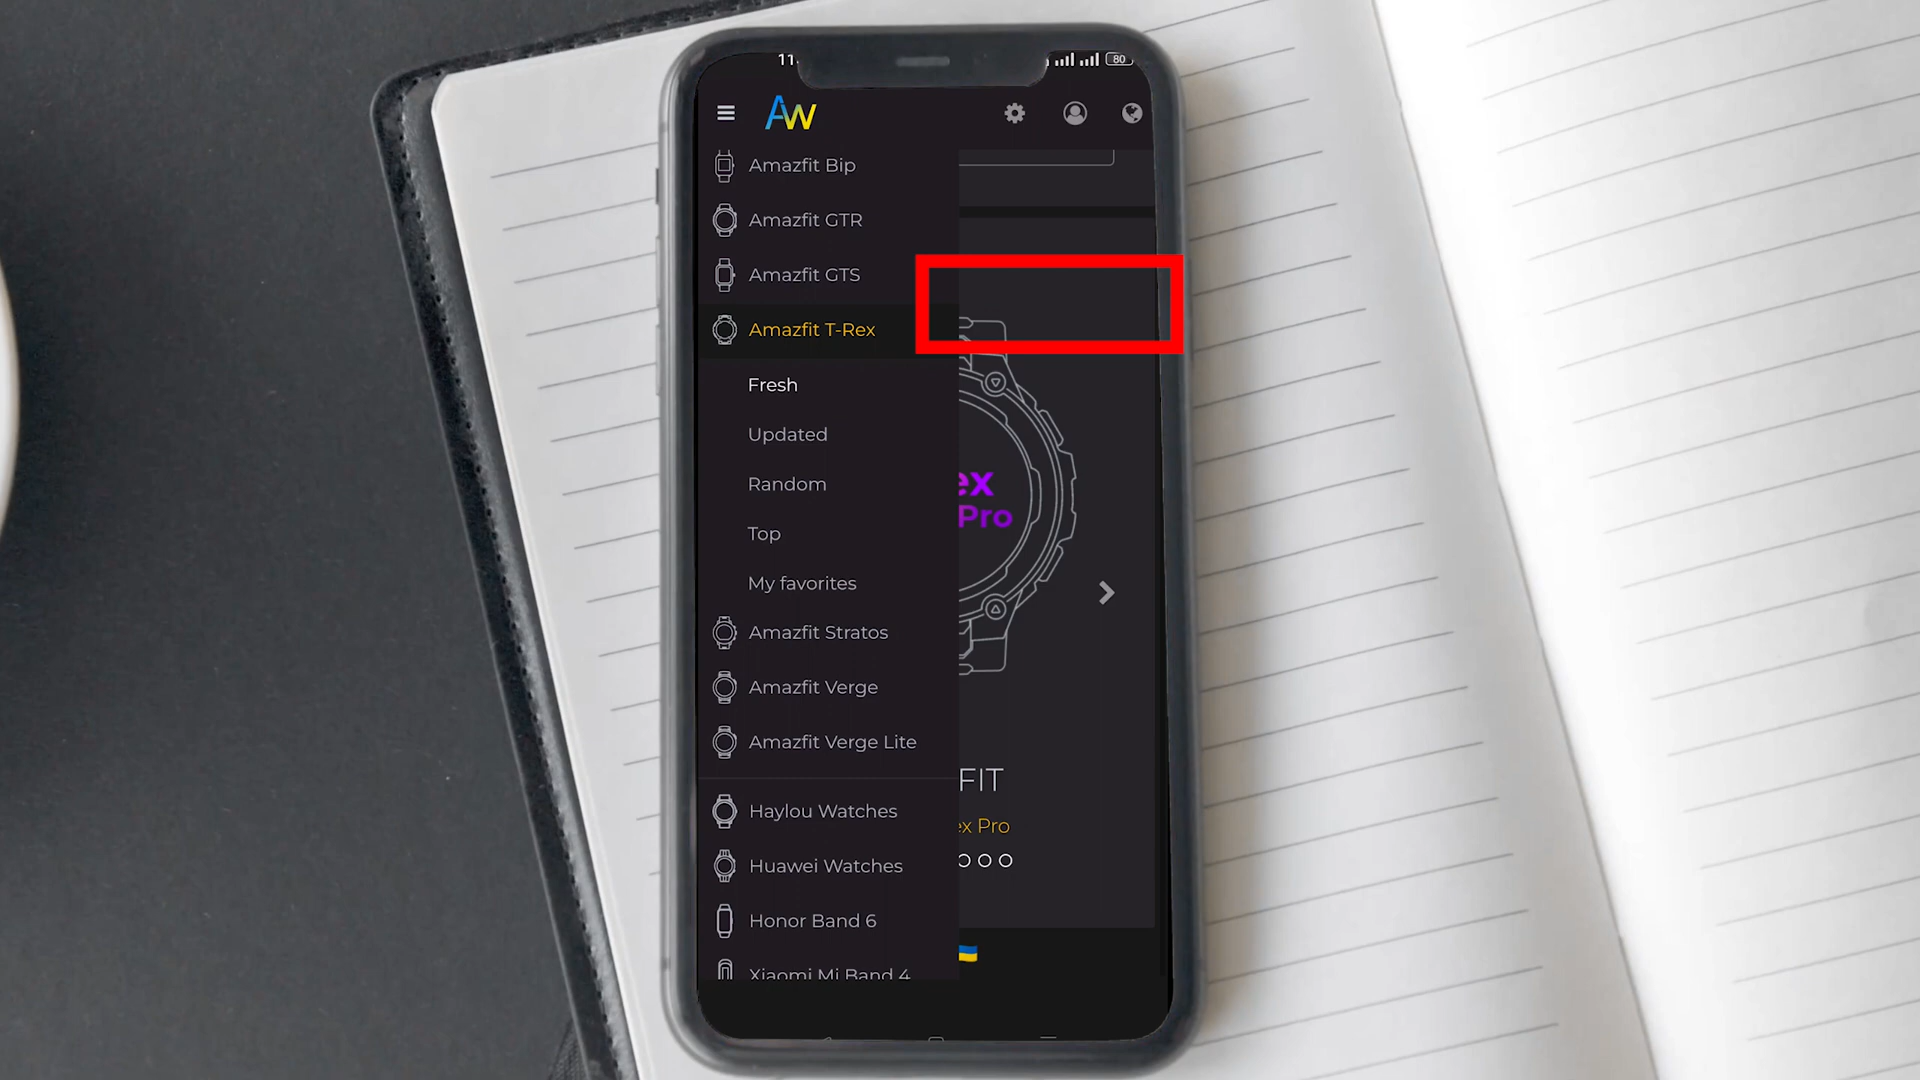 11
80
AW
Amazfit Bip
Amazfit GTR
Amazfit GTS
Amazfit T-Rex
Fresh
Updated
Random
ex
Pro
Top
My favorites
Amazfit Stratos
Amazfit Verge
Amazfit Verge Lite
FIT
Haylou Watches
ex Pro
Huawei Watches
Honor Band 6
Xiaomi Mi Band 4